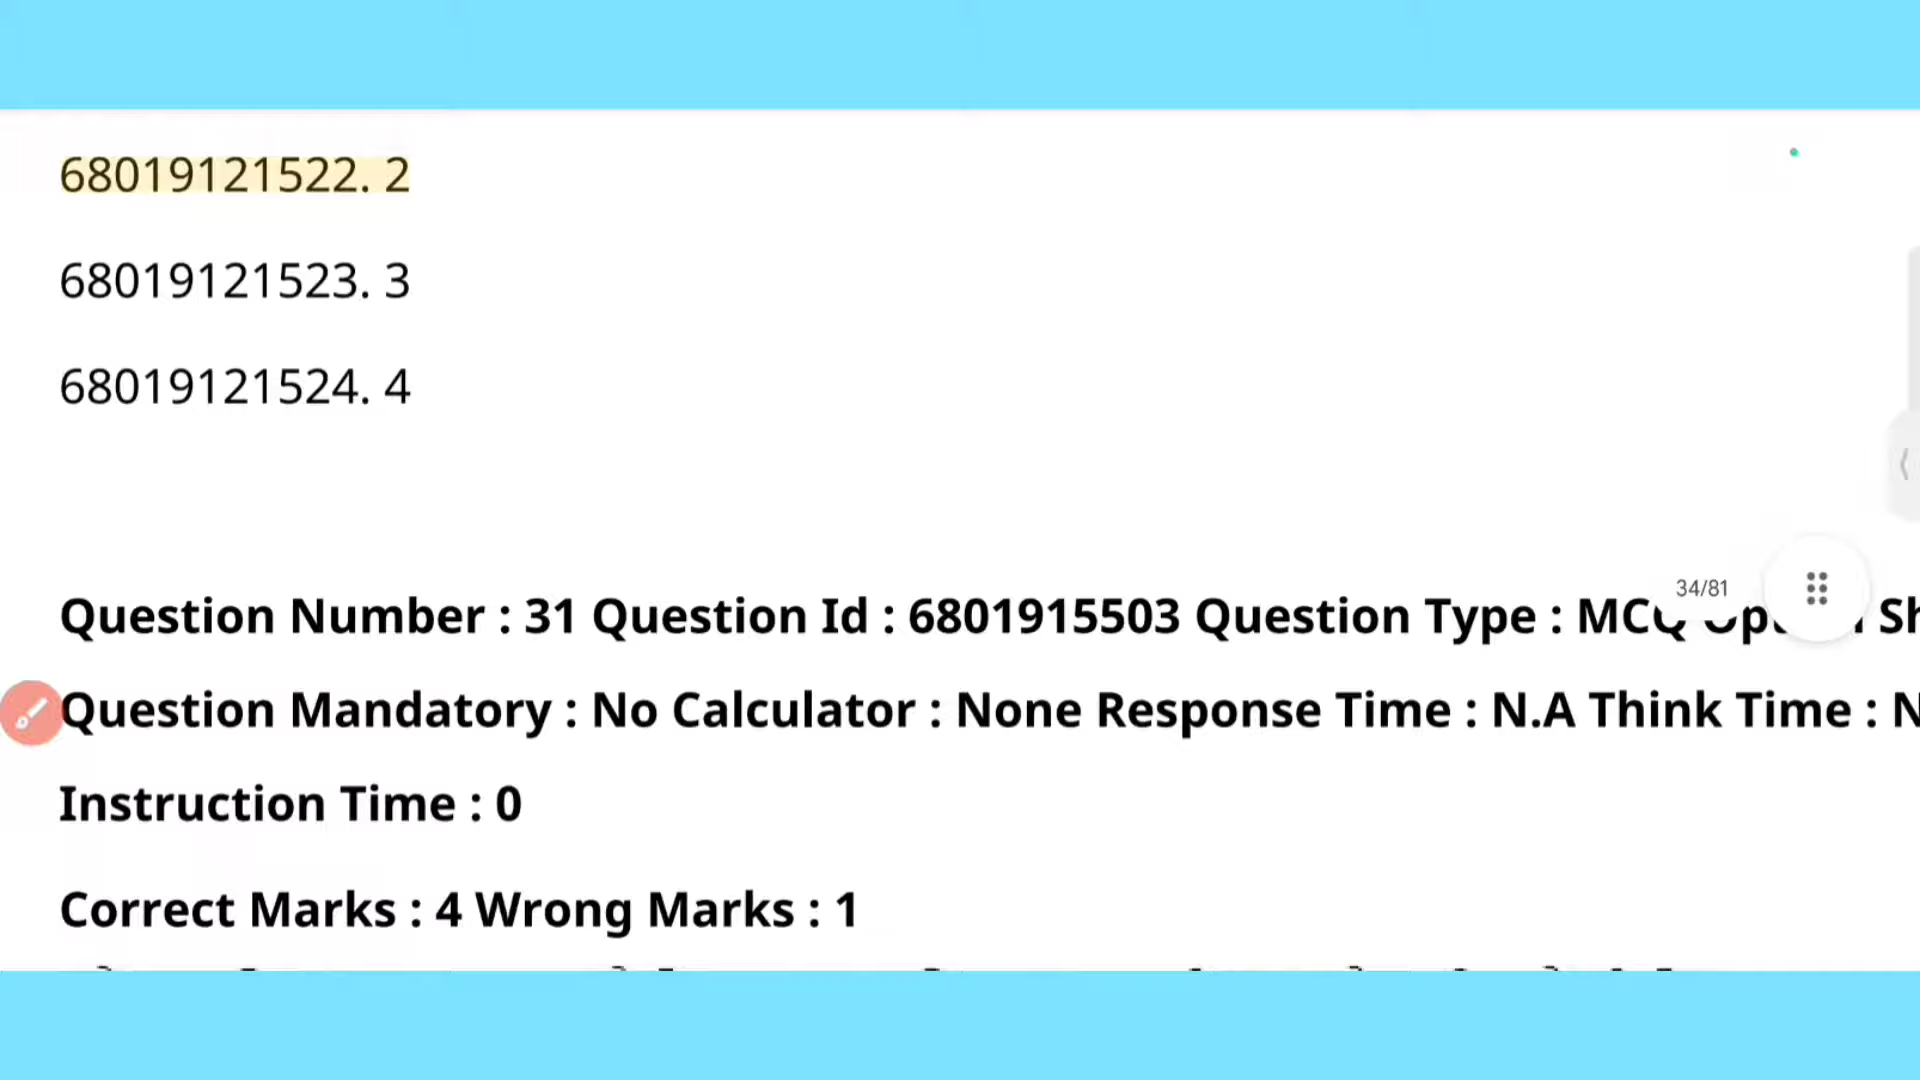 68019121522. 2
68019121523. 3
68019121524. 4
34/81
Question Number : 31 Question Id : 6801915503 Question Type : MCQ
Question Mandatory : No Calculator : None Response Time : N.A Think Time :
Instruction Time : 0
Correct Marks : 4 Wrong Marks : 1